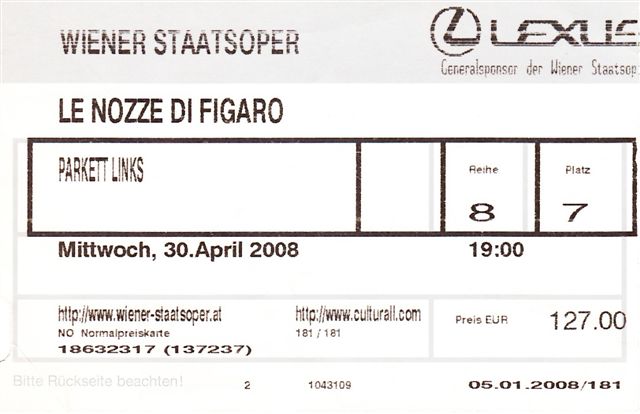 WIENER STAATSOPER
LEXUS
Generalsponsor der Wiener Staatsop
LE NOZZE DI FIGARO
PARKETT LINKS
Reihe Platz
8 7
Mittwoch, 30.April 2008 19:00
http://www.wiener-staatsoper.at http://www.culturall.com Preis EUR 127.00
NO Normalpreiskarte 181/181
18632317 (137237)
Bitte Rückseite beachten! 2 1043109 05.01.2008/181